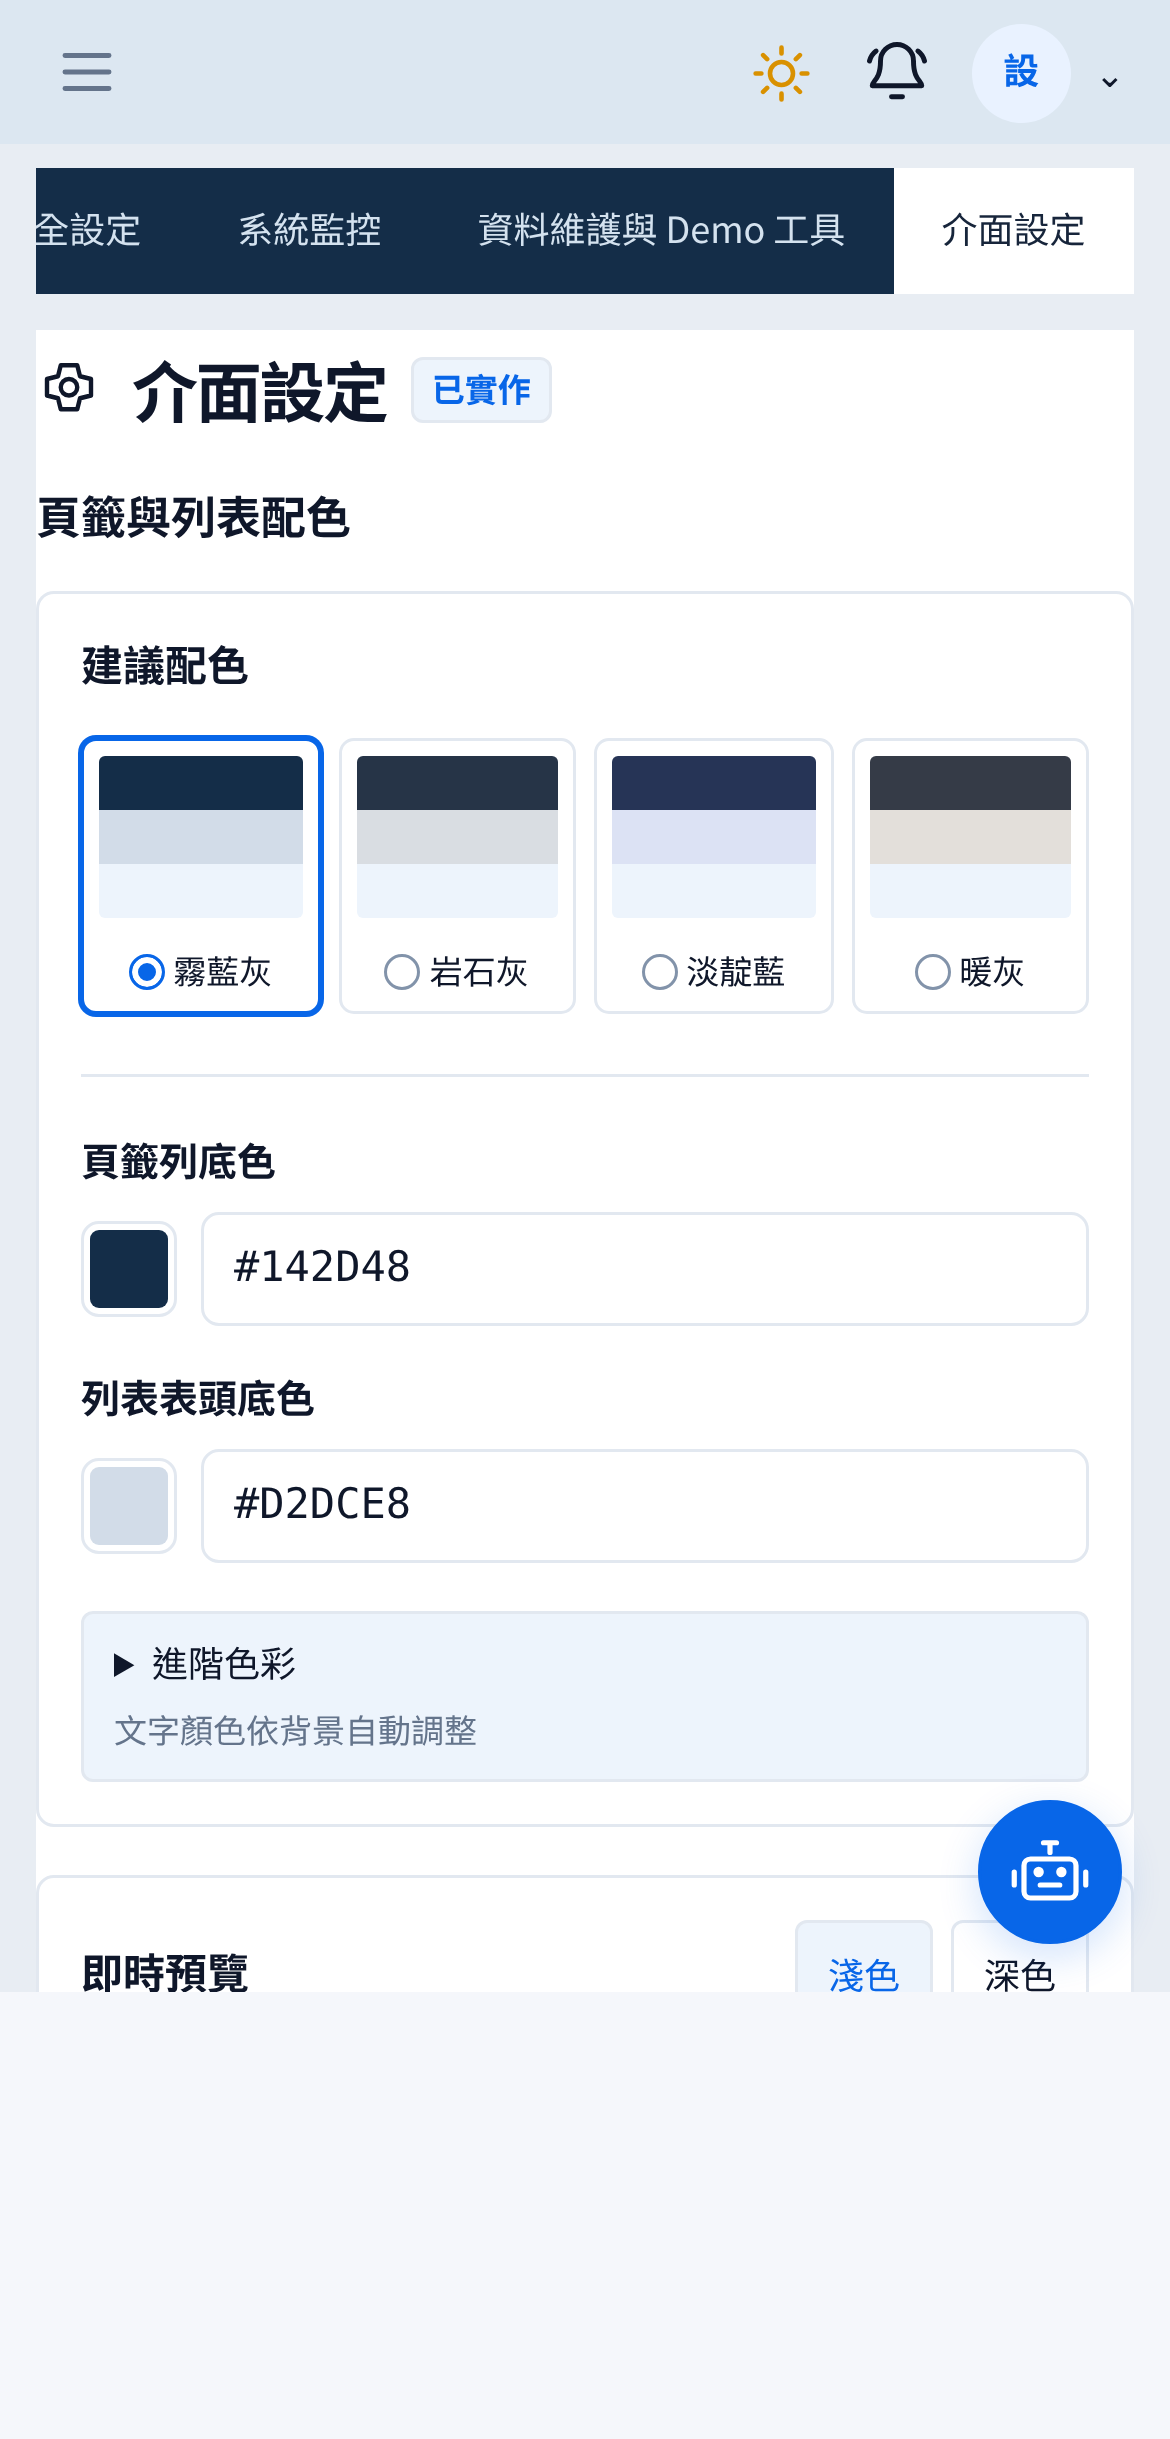 設
全設定 系統監控 資料維護與 Demo 工具 介面設定
介面設定 已實作
頁籤與列表配色
建議配色
霧藍灰 岩石灰 淡靛藍 暖灰
頁籤列底色
#142D48
列表表頭底色
#D2DCE8
進階色彩
文字顏色依背景自動調整
即時預覽 淺色 深色